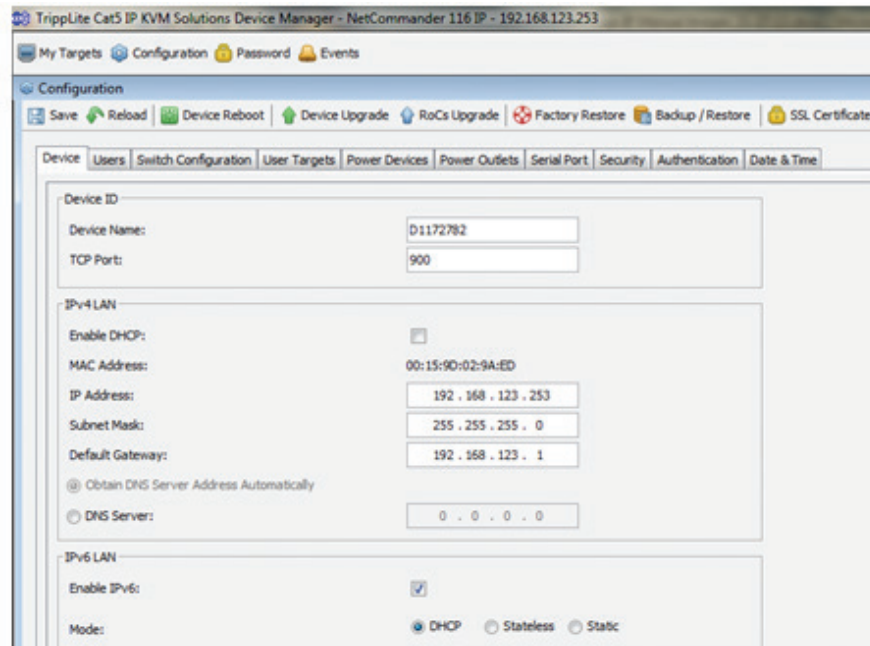 TrippLite Cat5 IP KVM Solutions Device Manager - NetCommander 116 IP - 192.168.123.253
My Targets Configuration Password Events
Configuration
Save Reload Device Reboot Device Upgrade RoCs Upgrade Factory Restore Backup / Restore SSL Certificate
Device Users Switch Configuration User Targets Power Devices Power Outlets Serial Port Security Authentication Date & Time
Device ID
Device Name: D1172782
TCP Port: 900
IPv4 LAN
Enable DHCP:
MAC Address: 00:15:9D:02:9A:ED
IP Address: 192 . 168 . 123 . 253
Subnet Mask: 255 . 255 . 255 . 0
Default Gateway: 192 . 168 . 123 . 1
Obtain DNS Server Address Automatically
DNS Server: 0 . 0 . 0 . 0
IPv6 LAN
Enable IPv6:
Mode: DHCP Stateless Static